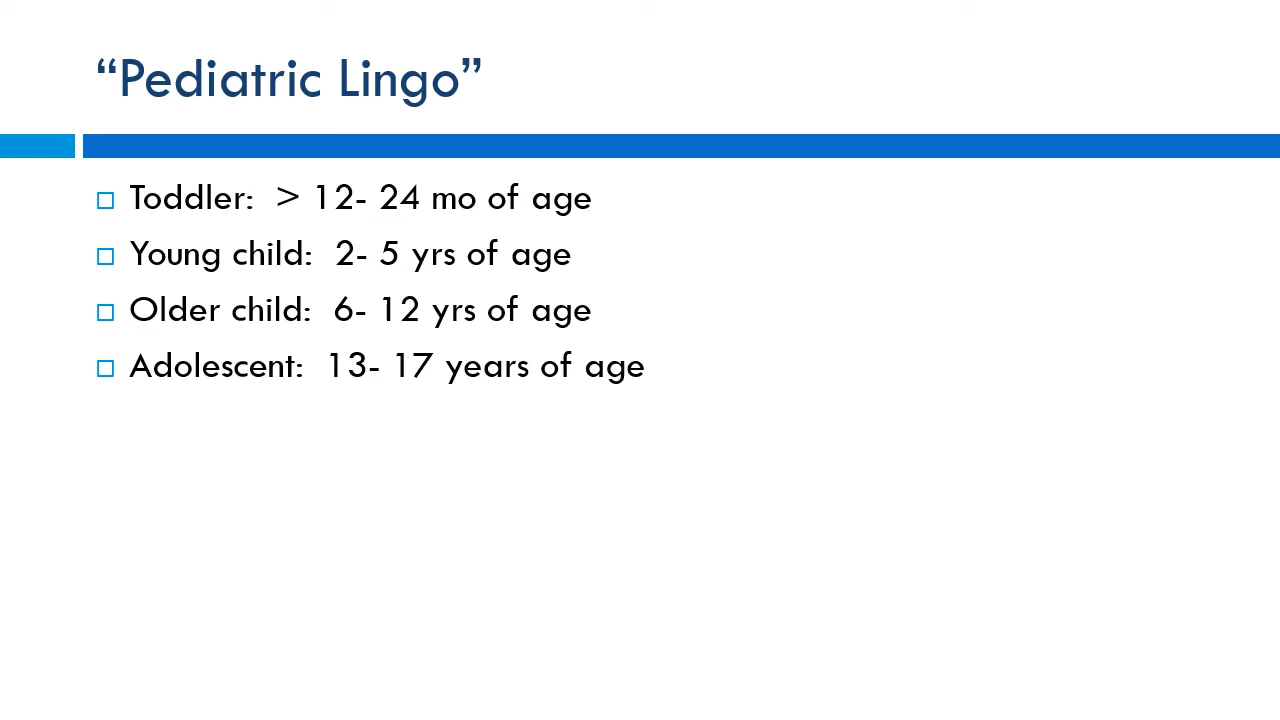 “Pediatric Lingo”
Toddler:  > 12- 24 mo of age
Young child:  2- 5 yrs of age
Older child:  6- 12 yrs of age
Adolescent:  13- 17 years of age